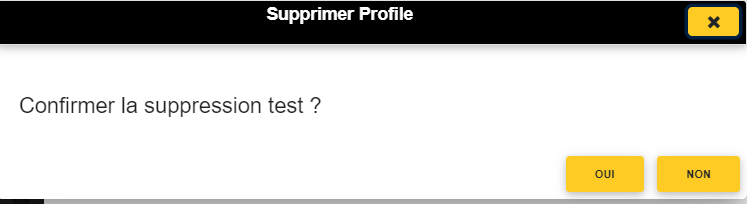 Supprimer Profile
Confirmer la suppression test ?
OUI NON